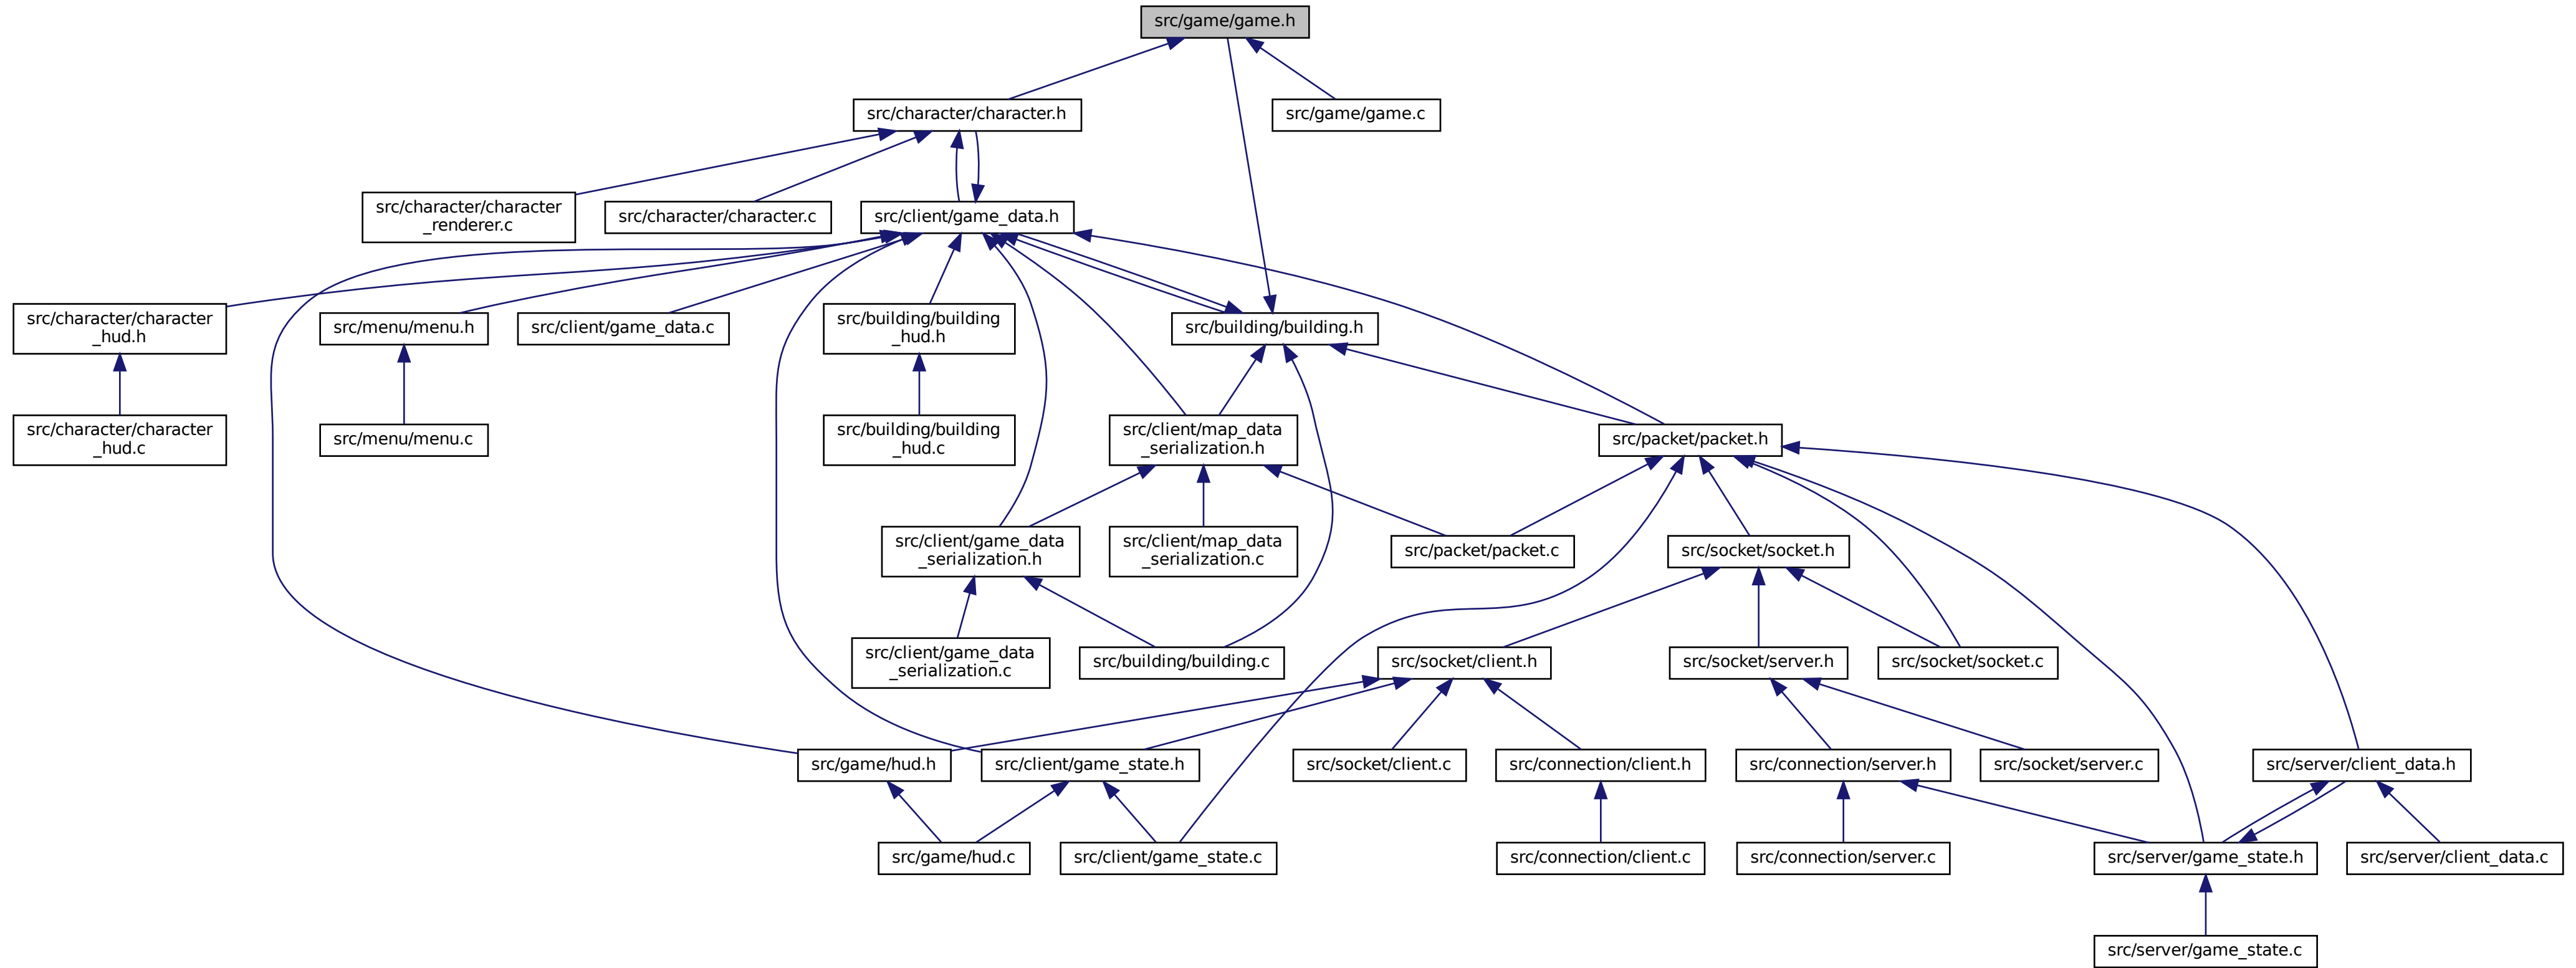 src/game/game.h
src/character/character.h
src/game/game.c
src/character/character
_renderer.c
src/character/character.c
src/client/game_data.h
src/character/character
_hud.h
src/menu/menu.h
src/client/game_data.c
src/building/building
_hud.h
src/building/building.h
src/character/character
_hud.c
src/menu/menu.c
src/building/building
_hud.c
src/client/map_data
_serialization.h
src/packet/packet.h
src/client/game_data
_serialization.h
src/client/map_data
_serialization.c
src/packet/packet.c
src/socket/socket.h
src/client/game_data
_serialization.c
src/building/building.c
src/socket/client.h
src/socket/server.h
src/socket/socket.c
src/game/hud.h
src/client/game_state.h
src/socket/client.c
src/connection/client.h
src/connection/server.h
src/socket/server.c
src/server/client_data.h
src/game/hud.c
src/client/game_state.c
src/connection/client.c
src/connection/server.c
src/server/game_state.h
src/server/client_data.c
src/server/game_state.c